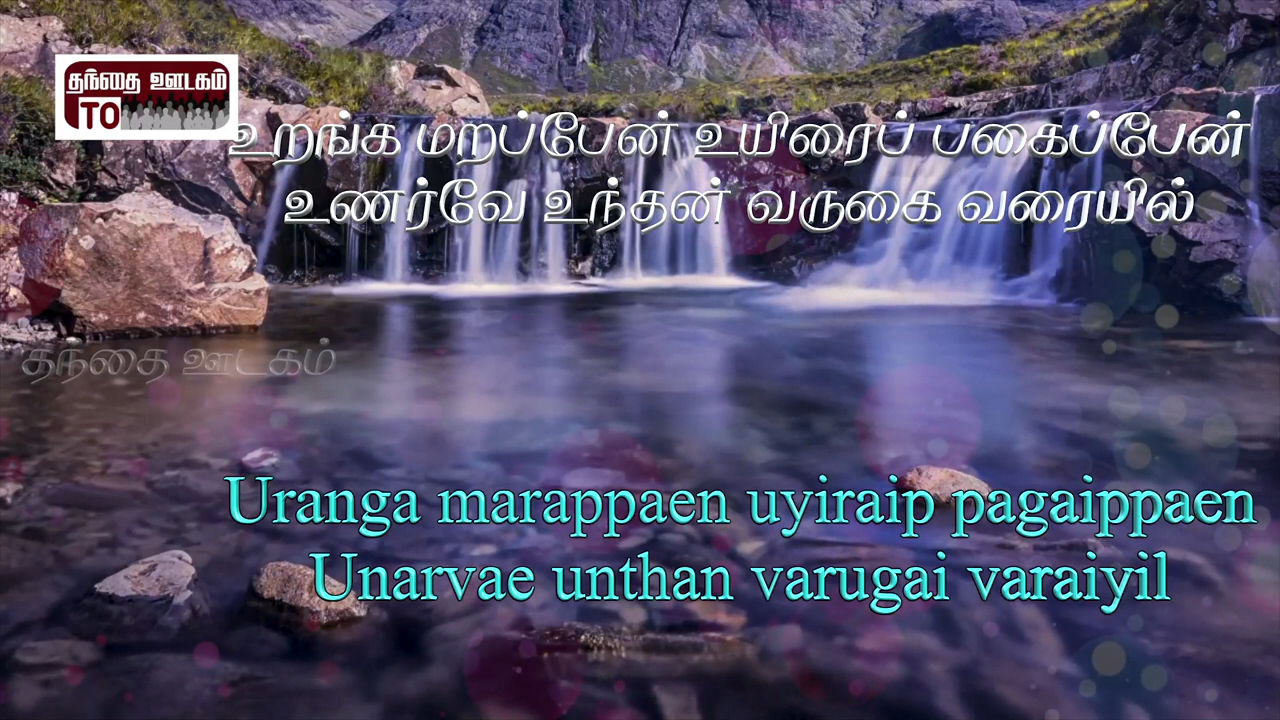 தந்தை ஊடகம்
TO
உறங்க மறப்பேன் உயிரைப் பகைப்பேன்
உணர்வே உந்தன் வருகை வரையில்
தந்தை ஊடகம்
Uranga marappaen uyiraip pagaippaen
Unarvae unthan varugai varaiyil